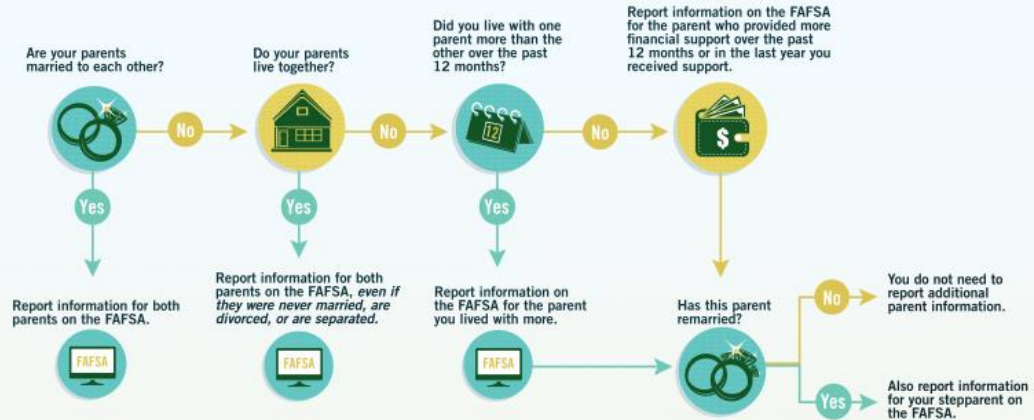 Are your parents
married to each other?
Do your parents
live together?
Did you live with one
parent more than the
other over the past
12 months?
Report information on the FAFSA
for the parent who provided more
financial support over the past
12 months or in the last year you
received support.
No
No
12
No
$
Yes
Yes
Yes
Report information for both
parents on the FAFSA.
FAFSA
Report information for both
parents on the FAFSA, even if
they were never married, are
divorced, or are separated.
FAFSA
Report information on
the FAFSA for the parent
you lived with more.
FAFSA
Has this parent
remarried?
No
You do not need to
report additional
parent information.
Yes
Also report information
for your stepparent on
the FAFSA.